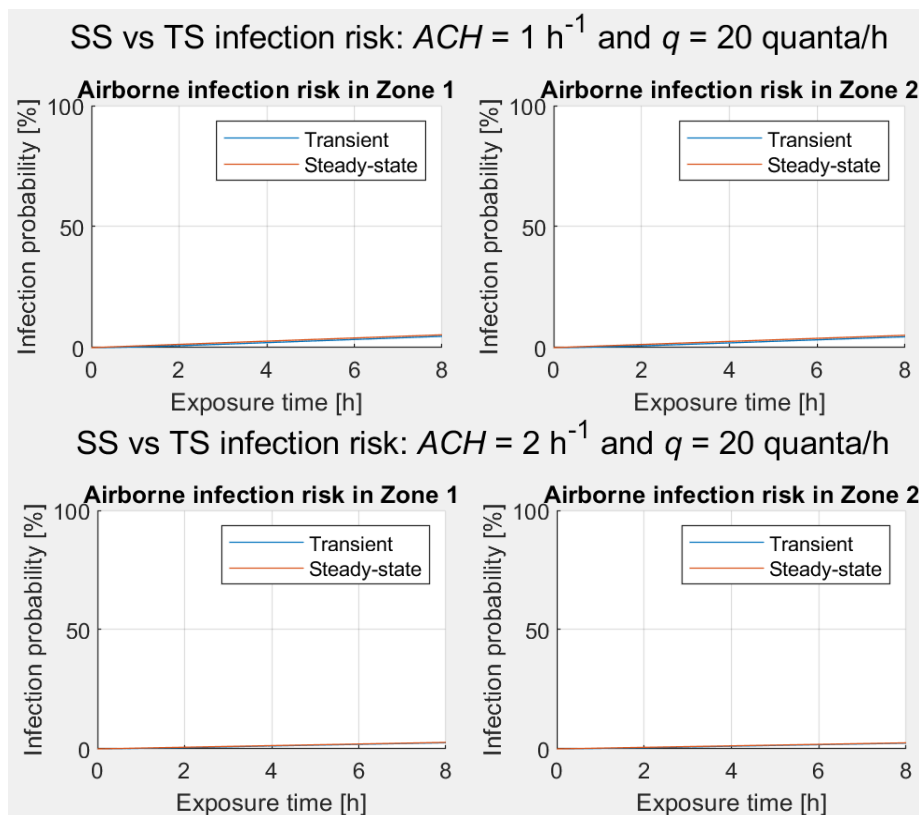 SS vs TS infection risk: ACH = 1 h⁻¹ and q = 20 quanta/h
Airborne infection risk in Zone 1
Infection probability [%]
100
50
0
Transient
Steady-state
0 2 4 6 8
Exposure time [h]
Airborne infection risk in Zone 2
Infection probability [%]
100
50
0
Transient
Steady-state
0 2 4 6 8
Exposure time [h]
SS vs TS infection risk: ACH = 2 h⁻¹ and q = 20 quanta/h
Airborne infection risk in Zone 1
Infection probability [%]
100
50
0
Transient
Steady-state
0 2 4 6 8
Exposure time [h]
Airborne infection risk in Zone 2
Infection probability [%]
100
50
0
Transient
Steady-state
0 2 4 6 8
Exposure time [h]